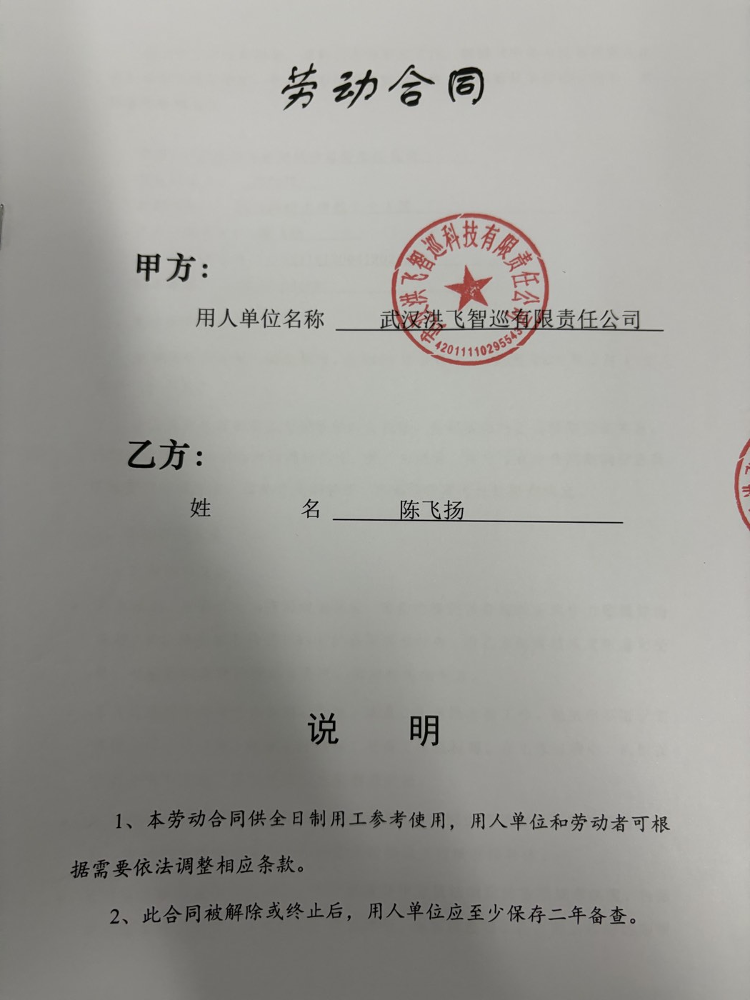 劳动合同
甲方：
武汉洪飞智巡科技有限责任公司
用人单位名称 武汉洪飞智巡有限责任公司
4201111029554
乙方：
姓 名 陈飞扬
说 明
1、本劳动合同供全日制用工参考使用，用人单位和劳动者可根
据需要依法调整相应条款。
2、此合同被解除或终止后，用人单位应至少保存二年备查。